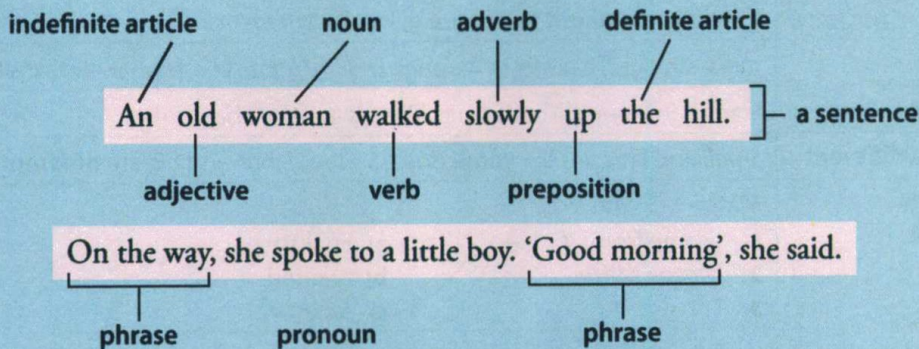 indefinite article noun adverb definite article
An old woman walked slowly up the hill. a sentence
adjective verb preposition
On the way, she spoke to a little boy. ‘Good morning’, she said.
phrase pronoun phrase